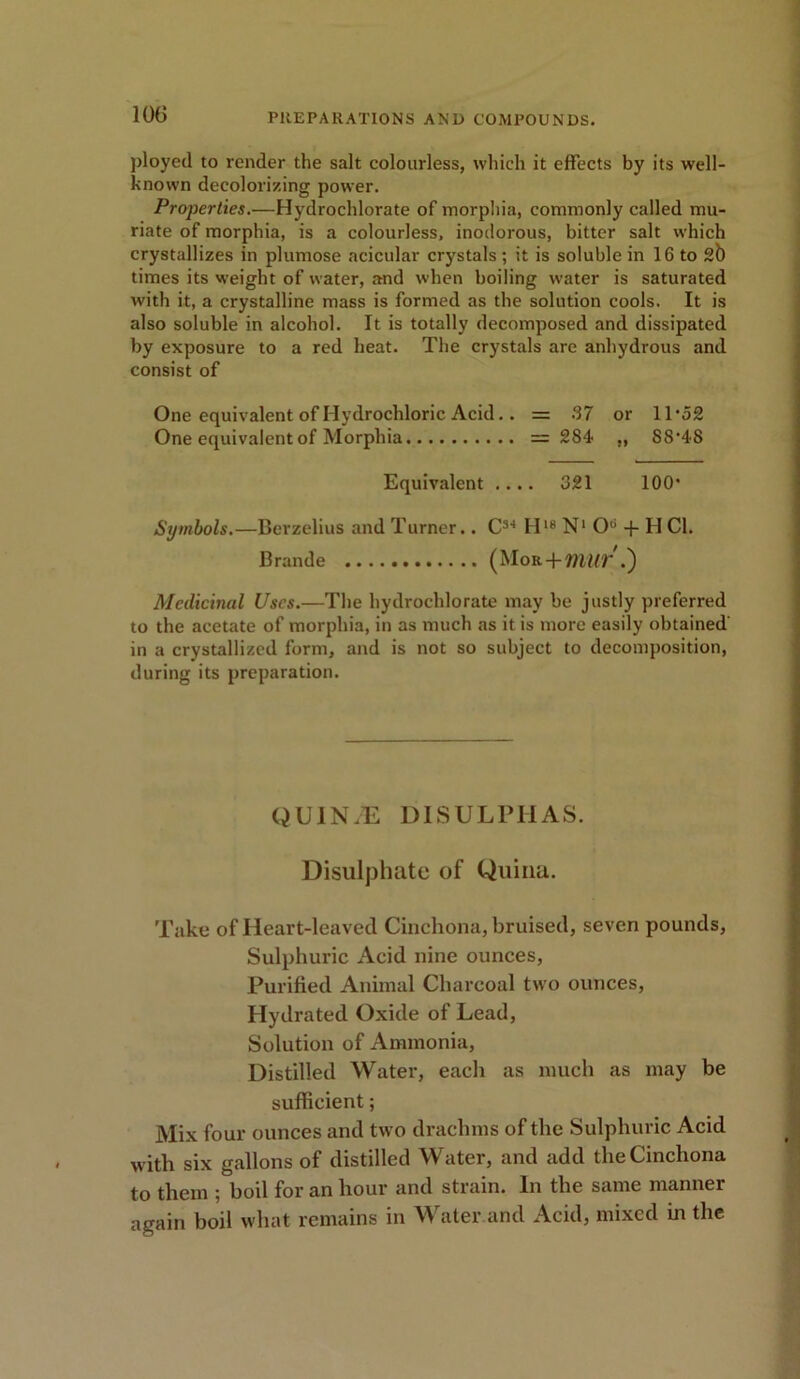 106 PREPARATIONS AND COMPOUNDS.
ployed to render the salt colourless, which it effects by its well-
known decolorizing power.
Properties.—Hydrochlorate of morphia, commonly called mu-
riate of morphia, is a colourless, inodorous, bitter salt which
crystallizes in plumose acicular crystals; it is soluble in 16 to 20
times its weight of water, and when boiling water is saturated
with it, a crystalline mass is formed as the solution cools. It is
also soluble in alcohol. It is totally decomposed and dissipated
by exposure to a red heat. The crystals are anhydrous and
consist of
One equivalent of Hydrochloric Acid.. = 37 or 11·52
One equivalent of Morphia........... = 284 „ 88·48
Equivalent .... 321 100·
Symbols.—Berzelius and Turner.. C³⁴ H¹⁸ N¹ O⁶ + H Cl.
Brande ............. (Mor+mur′.)
Medicinal Uses.—The hydrochlorate may be justly preferred
to the acetate of morphia, in as much as it is more easily obtained
in a crystallized form, and is not so subject to decomposition,
during its preparation.
QUINÆ DISULPHAS.
Disulphate of Quina.
Take of Heart-leaved Cinchona, bruised, seven pounds,
Sulphuric Acid nine ounces,
Purified Animal Charcoal two ounces,
Hydrated Oxide of Lead,
Solution of Ammonia,
Distilled Water, each as much as may be
sufficient;
Mix four ounces and two drachms of the Sulphuric Acid
with six gallons of distilled Water, and add the Cinchona
to them ; boil for an hour and strain. In the same manner
again boil what remains in Water and Acid, mixed in the